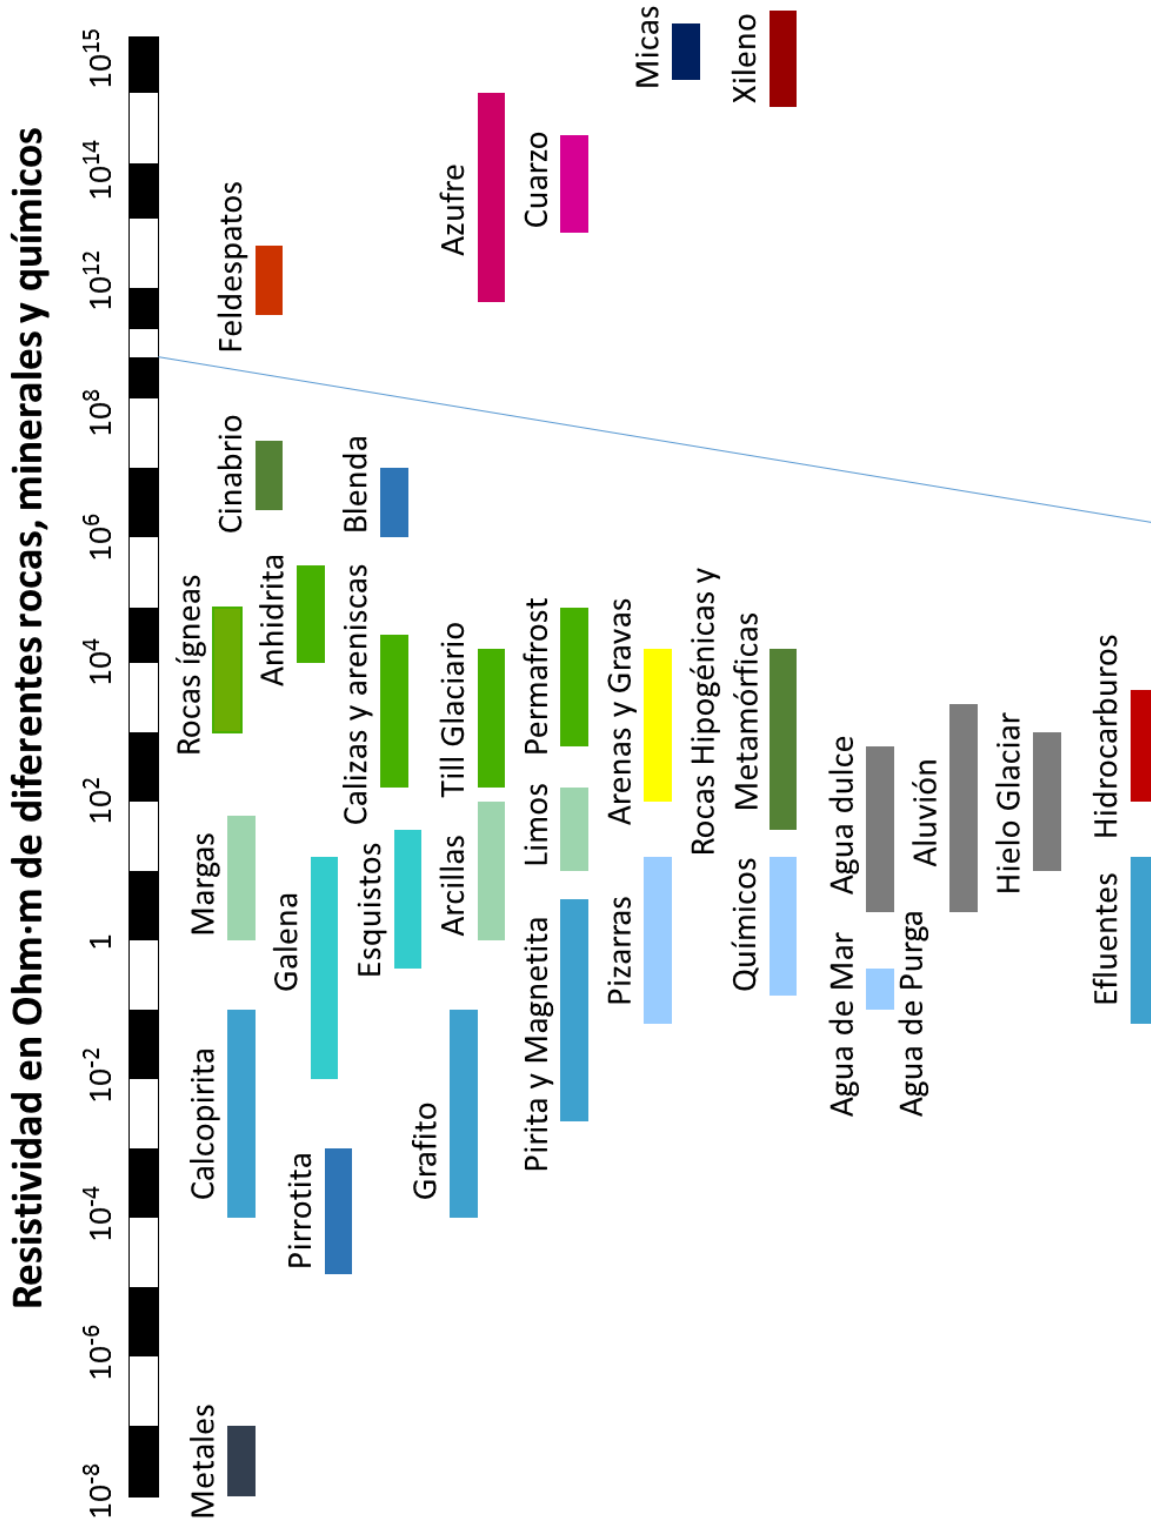 Resistividad en Ohm·m de diferentes rocas, minerales y químicos
10⁻⁸ 10⁻⁶ 10⁻⁴ 10⁻² 1 10² 10⁴ 10⁶ 10⁸ 10¹² 10¹⁴ 10¹⁵
Rocas ígneas
Metales
Calcopirita
Margas
Cinabrio
Feldespatos
Pirrotita
Galena
Anhidrita
Esquistos
Calizas y areniscas
Blenda
Grafito
Arcillas
Till Glaciario
Azufre
Pirita y Magnetita
Limos
Permafrost
Cuarzo
Pizarras
Arenas y Gravas
Micas
Rocas Hipogénicas y
Metamórficas
Químicos
Xileno
Agua de Mar
Agua dulce
Agua de Purga
Aluvión
Hielo Glaciar
Efluentes
Hidrocarburos